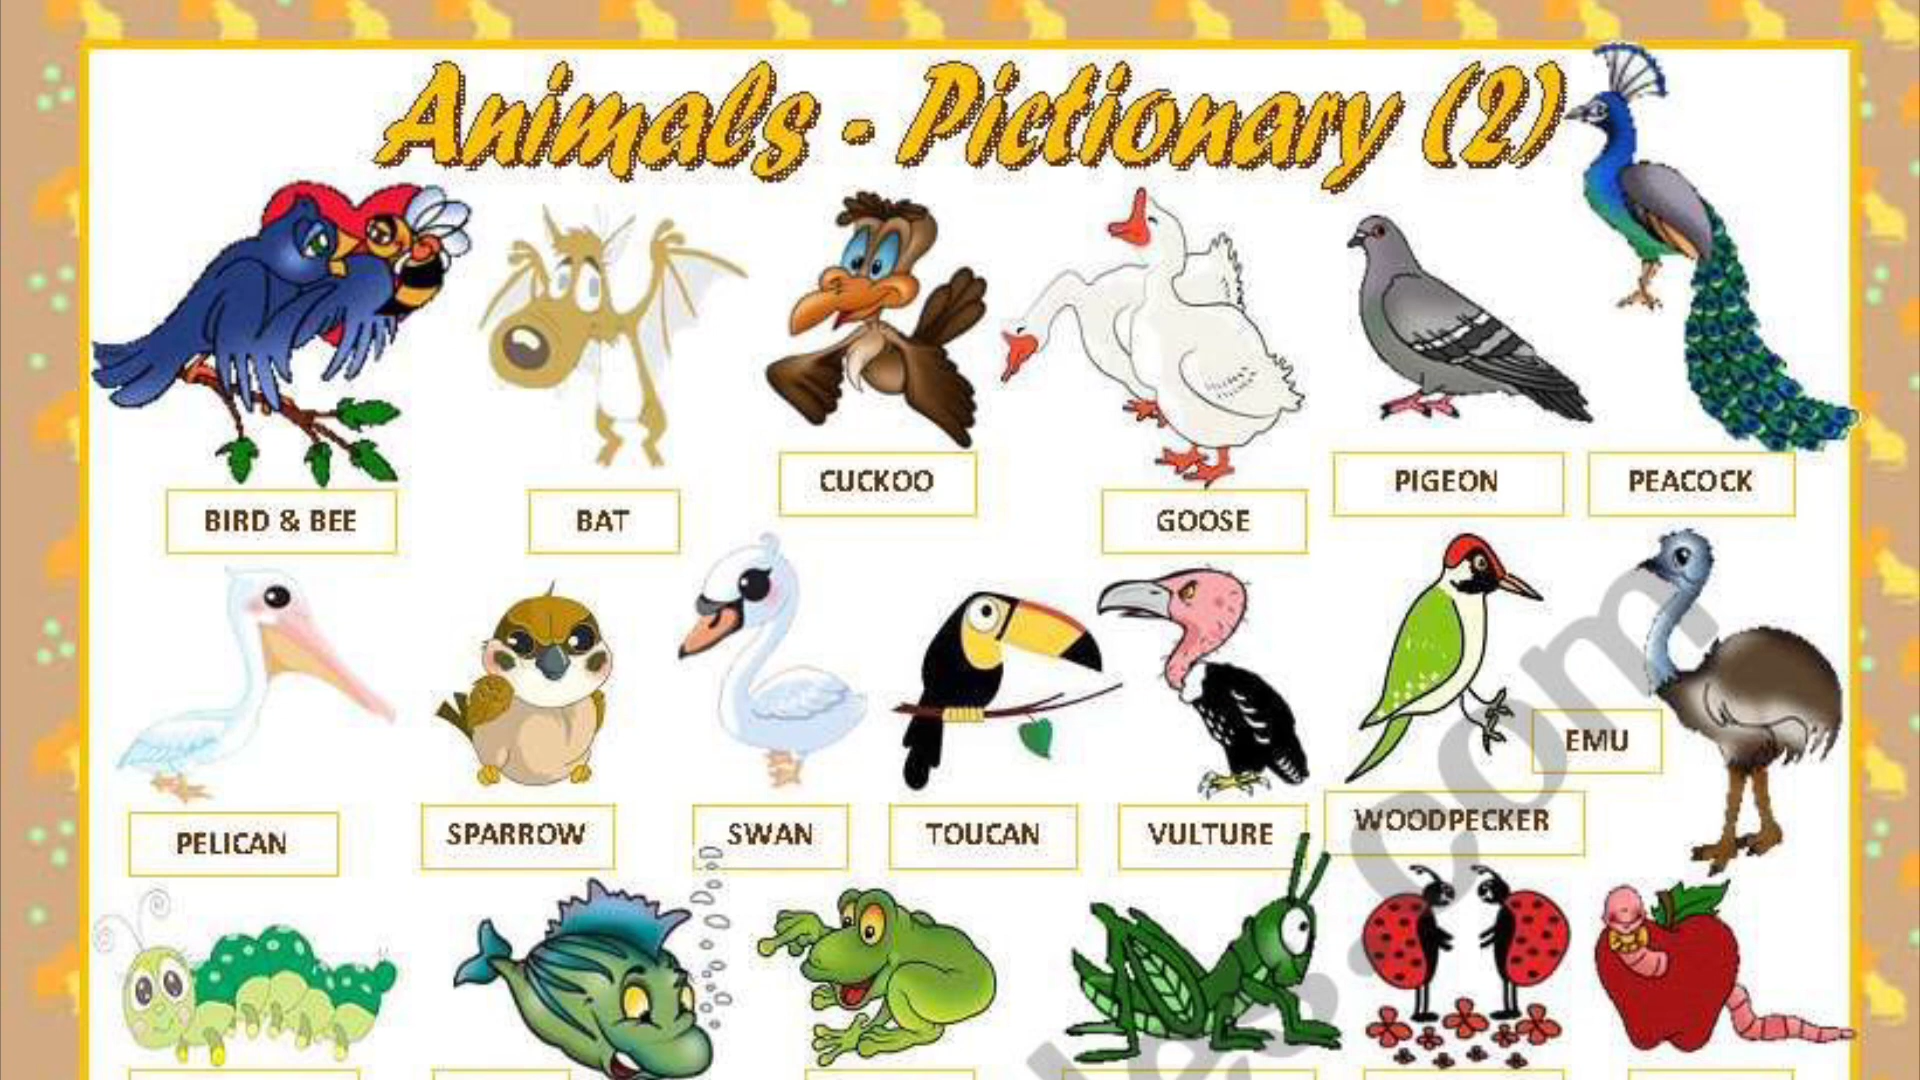 Animals - Pictionary (2)
BIRD & BEE
BAT
CUCKOO
GOOSE
PIGEON
PEACOCK
PELICAN
SPARROW
SWAN
TOUCAN
VULTURE
WOODPECKER
EMU